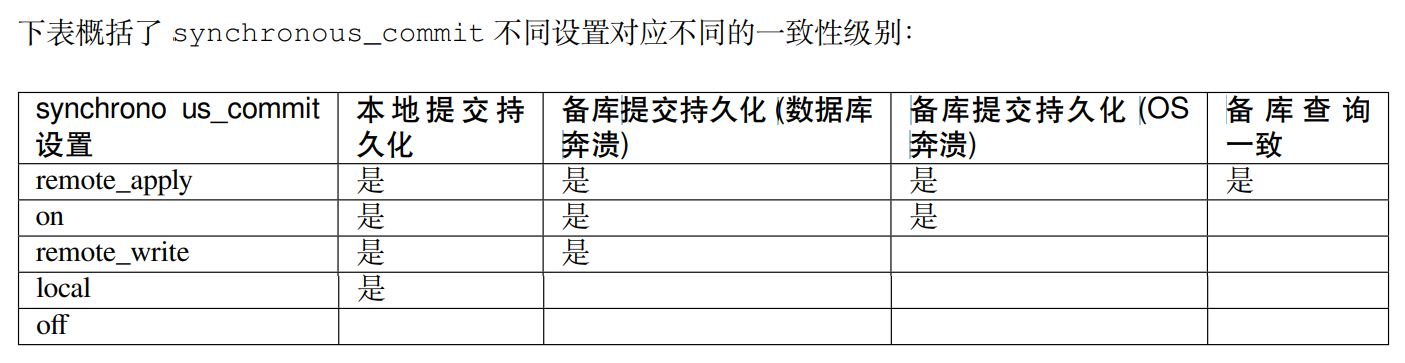 下表概括了 synchronous_commit 不同设置对应不同的一致性级别：
synchrono us_commit 本地提交持 备库提交持久化 (数据库 备库提交持久化 (OS 备库查询
设置 久化 奔溃) 奔溃) 一致
remote_apply 是 是 是 是
on 是 是 是
remote_write 是 是
local 是
off